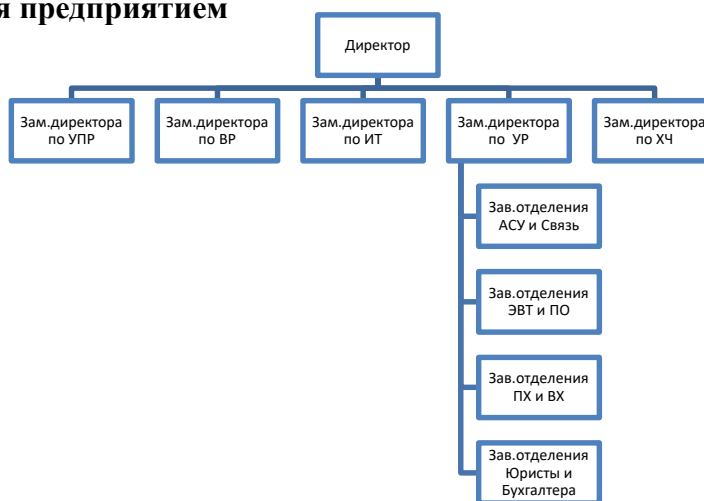 я предприятием
Директор
Зам.директора
по УПР
Зам.директора
по ВР
Зам.директора
по ИТ
Зам.директора
по УР
Зам.директора
по ХЧ
Зав.отделения
АСУ и Связь
Зав.отделения
ЭВТ и ПО
Зав.отделения
ПХ и ВХ
Зав.отделения
Юристы и
Бухгалтера